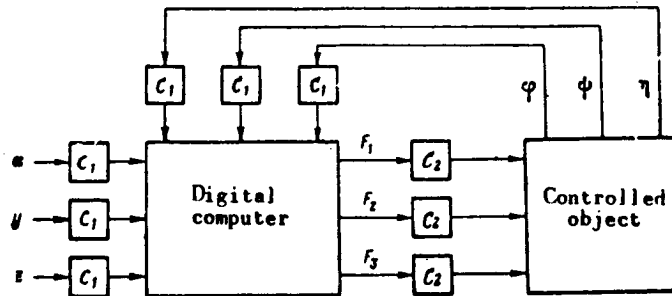 C₁ C₁ C₁ φ ψ η
F₁
x C₁ C₂
Digital computer
Controlled object
F₂
y C₁ C₂
F₃
z C₁ C₂